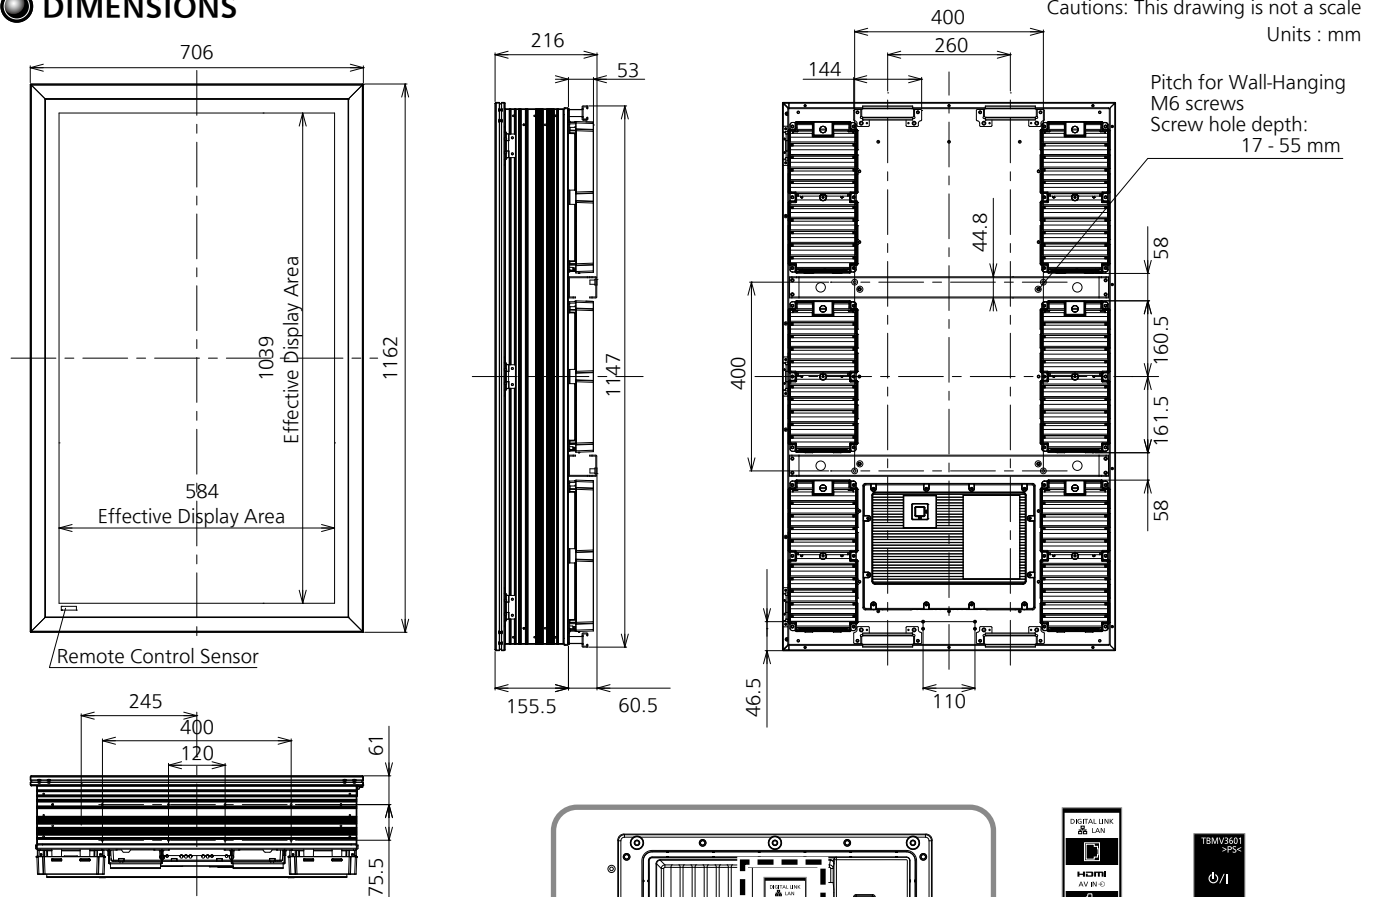 DIMENSIONS
Cautions: This drawing is not a scale
Units : mm
706
1162
1039
Effective Display Area
584
Effective Display Area
Remote Control Sensor
216
53
1147
155.5
60.5
400
260
144
Pitch for Wall-Hanging
M6 screws
Screw hole depth:
17 - 55 mm
44.8
58
160.5
400
161.5
58
46.5
110
245
400
120
61
75.5
DIGITAL LINK
LAN
DIGITAL LINK
LAN
HDMI
AV IN
TBMV3601
>PS<
⏻/I